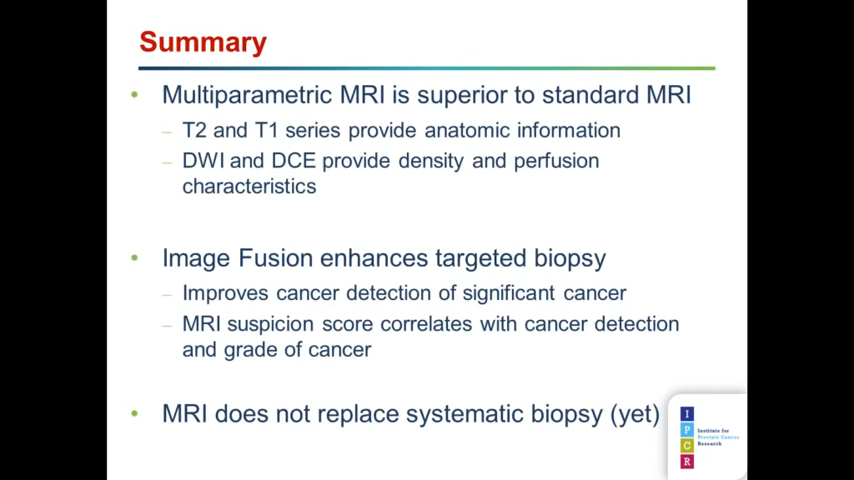 Summary
• Multiparametric MRI is superior to standard MRI
– T2 and T1 series provide anatomic information
– DWI and DCE provide density and perfusion
characteristics
• Image Fusion enhances targeted biopsy
– Improves cancer detection of significant cancer
– MRI suspicion score correlates with cancer detection
and grade of cancer
• MRI does not replace systematic biopsy (yet)
I
P
C
R
Institute for
Prostate Cancer
Research